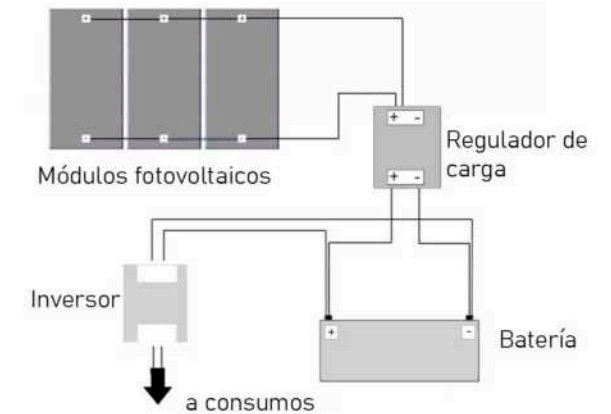 + + +
- - -
+ -
Módulos fotovoltaicos
Regulador de
carga
+ -
Inversor
+ -
Batería
a consumos